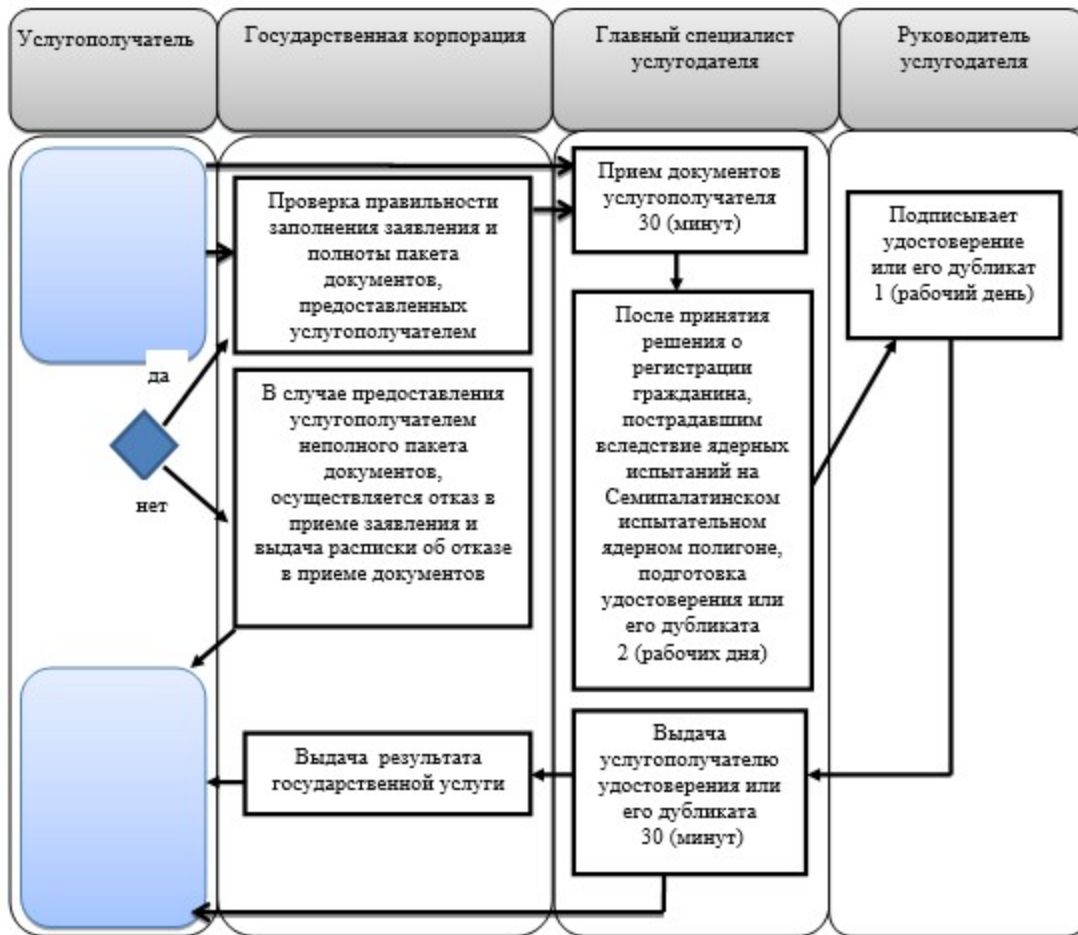 Услугополучатель
Государственная корпорация
Главный специалист
услугодателя
Руководитель
услугодателя
Проверка правильности
заполнения заявления и
полноты пакета
документов,
предоставленных
услугополучателем
Прием документов
услугополучателя
30 (минут)
Подписывает
удостоверение
или его дубликат
1 (рабочий день)
да
нет
В случае предоставления
услугополучателем
неполного пакета
документов,
осуществляется отказ в
приеме заявления и
выдача расписки об отказе
в приеме документов
После принятия
решения о
регистрации
гражданина,
пострадавшим
вследствие ядерных
испытаний на
Семипалатинском
испытательном
ядерном полигоне,
подготовка
удостоверения или
его дубликата
2 (рабочих дня)
Выдача результата
государственной услуги
Выдача
услугополучателю
удостоверения или
его дубликата
30 (минут)